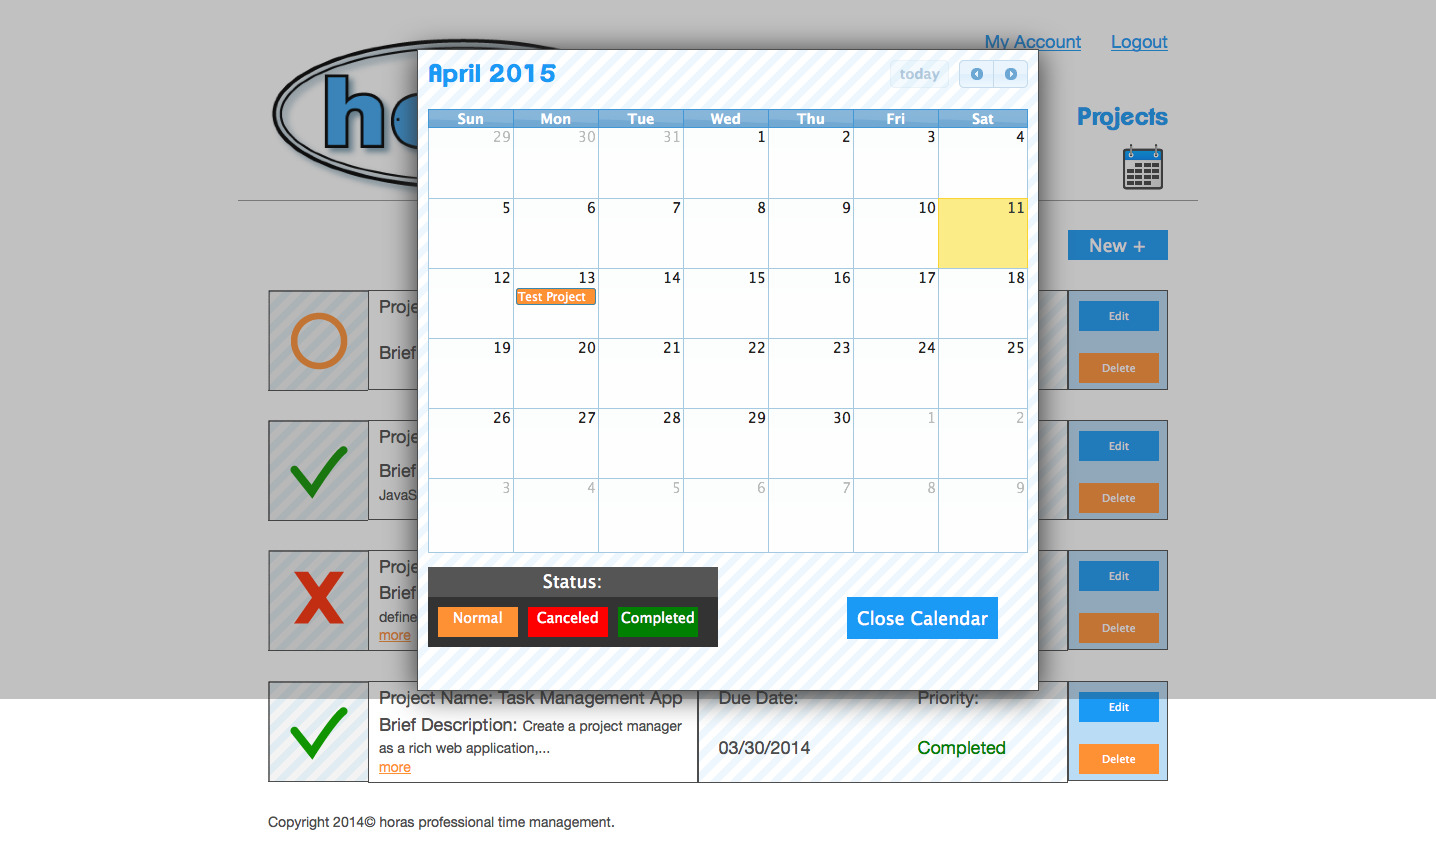 My Account Logout
April 2015
today
Projects
Sun Mon Tue Wed Thu Fri Sat
29 30 31 1 2 3 4
5 6 7 8 9 10 11
New +
12 13 14 15 16 17 18
Test Project
Edit
Delete
19 20 21 22 23 24 25
26 27 28 29 30 1 2
Edit
3 4 5 6 7 8 9
Delete
Status:
Normal Canceled Completed
Close Calendar
Brief
Edit
Brief
Brief
define
more
Delete
Project Name: Task Management App
Due Date:
Priority:
Edit
Brief Description: Create a project manager
as a rich web application,...
more
03/30/2014
Completed
Delete
Copyright 2014© horas professional time management.